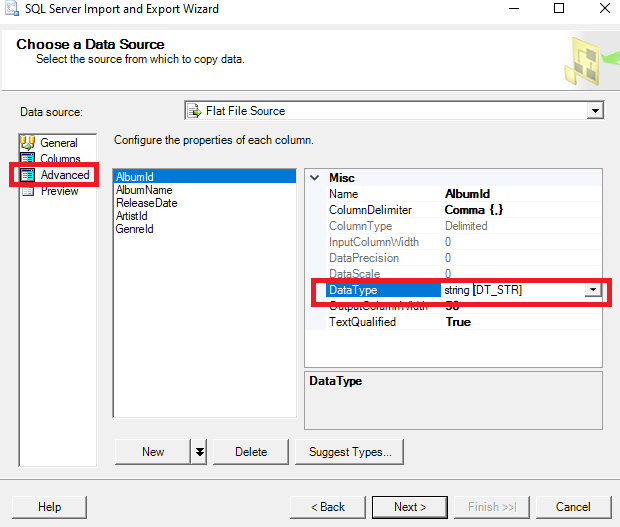 SQL Server Import and Export Wizard
Choose a Data Source
Select the source from which to copy data.
Data source:
Flat File Source
General
Columns
Advanced
Preview
Configure the properties of each column.
AlbumId
AlbumName
ReleaseDate
ArtistId
GenreId
Misc
Name AlbumId
ColumnDelimiter Comma {,}
ColumnType Delimited
InputColumnWidth 0
DataPrecision 0
DataScale 0
DataType string [DT_STR]
OutputColumnWidth 50
TextQualified True
DataType
New
Delete
Suggest Types...
Help
< Back
Next >
Finish >>|
Cancel